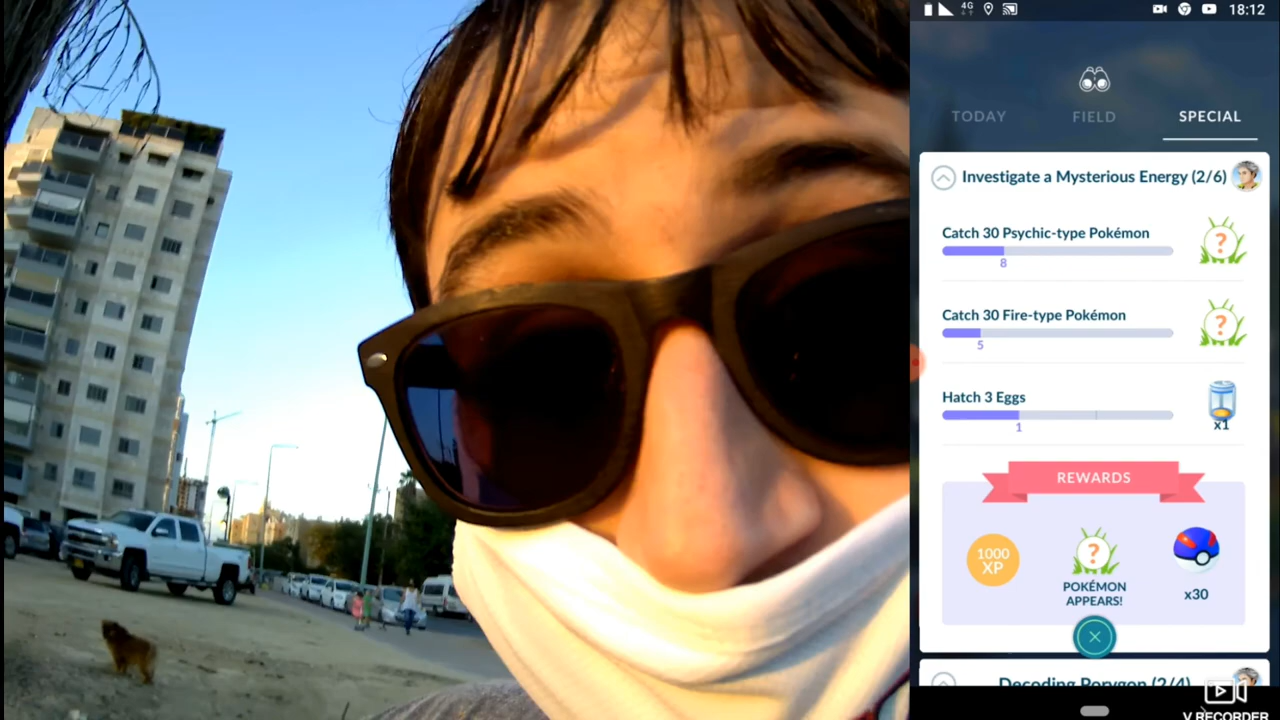 4G
18:12
TODAY
FIELD
SPECIAL
Investigate a Mysterious Energy (2/6)
Catch 30 Psychic-type Pokémon
8
Catch 30 Fire-type Pokémon
5
Hatch 3 Eggs
x1
1
REWARDS
1000
XP
POKÉMON
APPEARS!
x30
Decoding Porygon (2/4)
V RECORDER